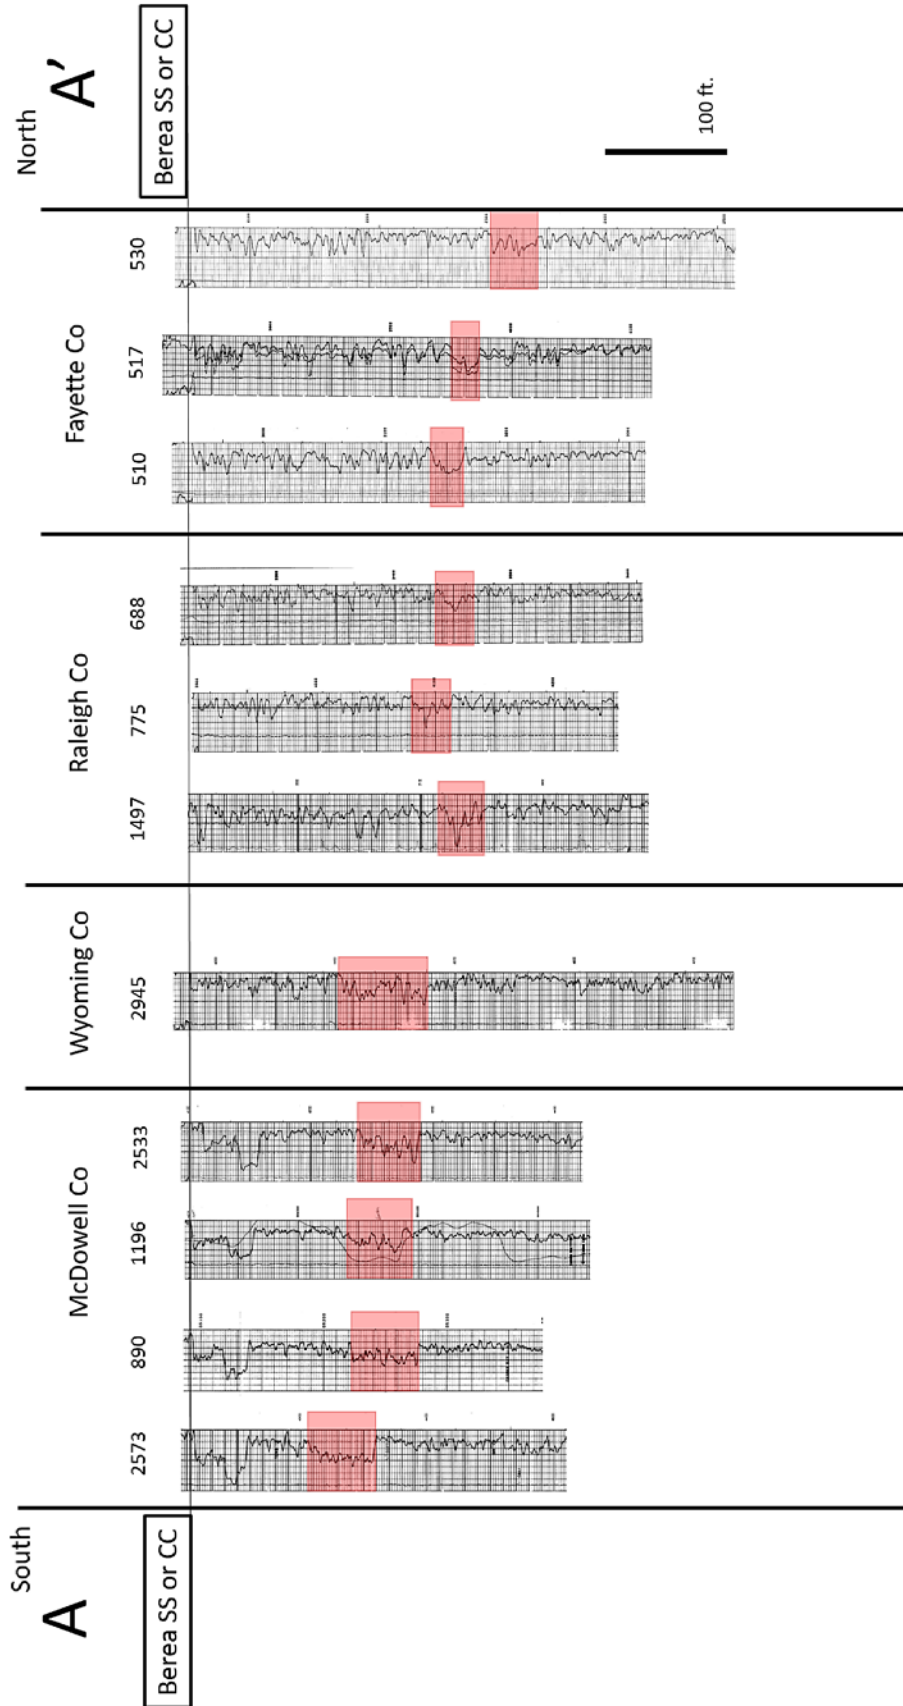 South
North
A
A’
McDowell Co
Wyoming Co
Raleigh Co
Fayette Co
2573
890
1196
2533
2945
1497
775
688
510
517
530
Berea SS or CC
Berea SS or CC
100 ft.